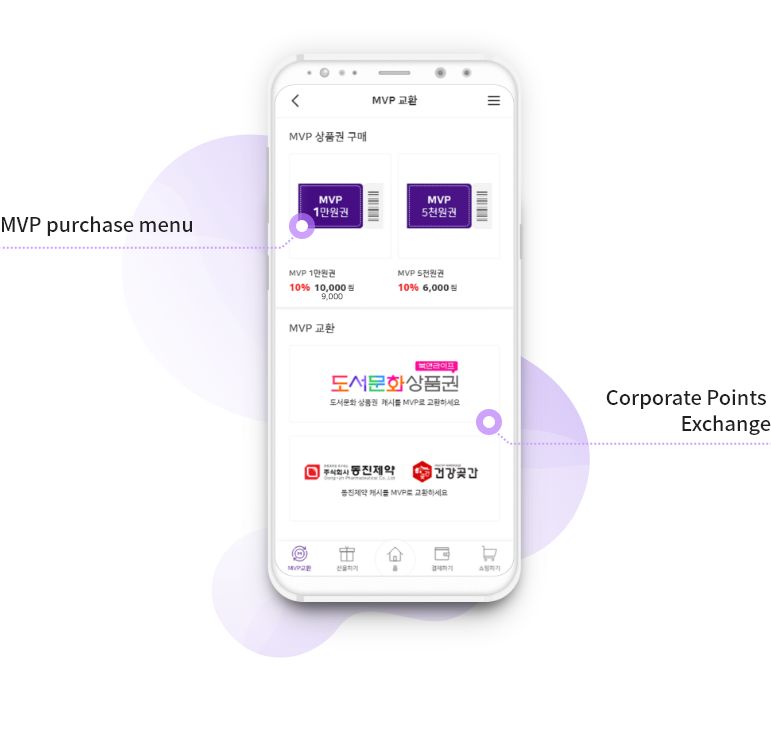 MVP 교환
MVP 상품권 구매
MVP
1만원권
MVP
5천원권
MVP purchase menu
MVP 1만원권
10% 10,000 원
9,000
MVP 5천원권
10% 6,000 원
MVP 교환
북앤라이프
도서문화상품권
도서문화 상품권 캐시를 MVP로 교환하세요
Corporate Points
Exchange
주식회사 동진제약
Dong-jin Pharmaceutical Co., Ltd
건강곳간
동진제약 캐시를 MVP로 교환하세요
MVP교환
선물하기
홈
결제하기
쇼핑하기